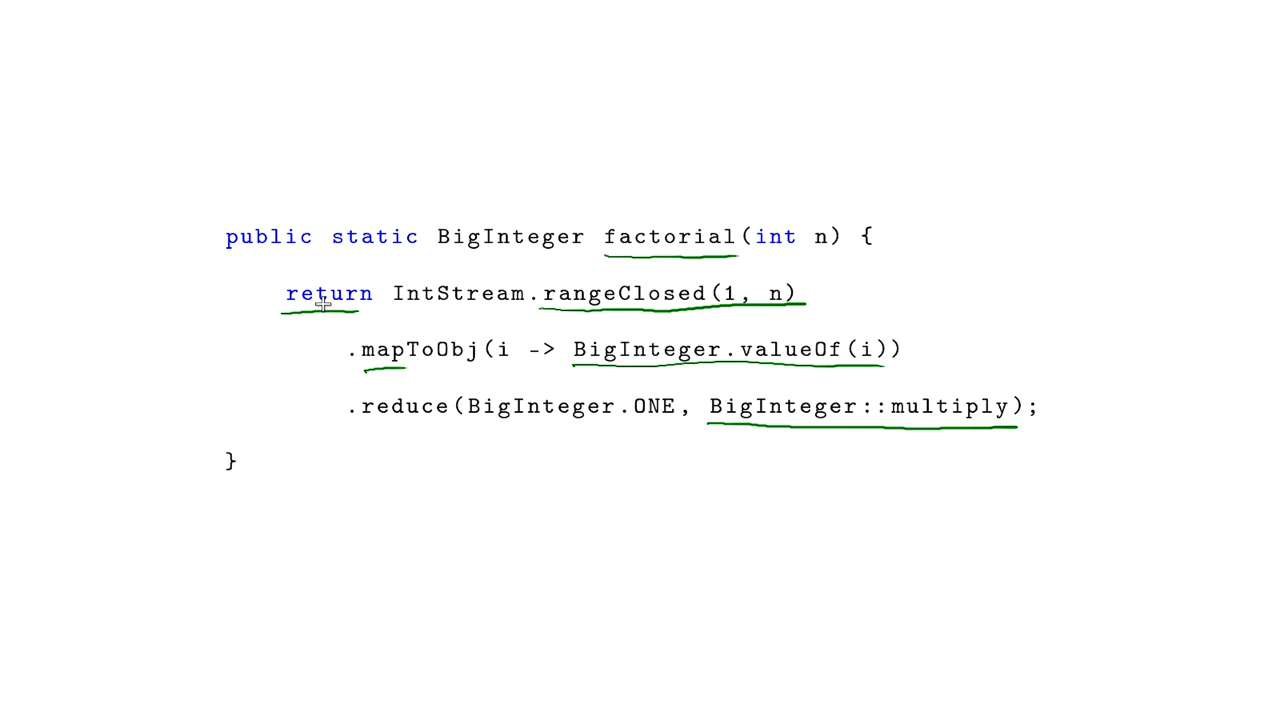 public static BigInteger factorial(int n) {
return IntStream.rangeClosed(1, n)
.mapToObj(i -> BigInteger.valueOf(i))
.reduce(BigInteger.ONE, BigInteger::multiply);
}